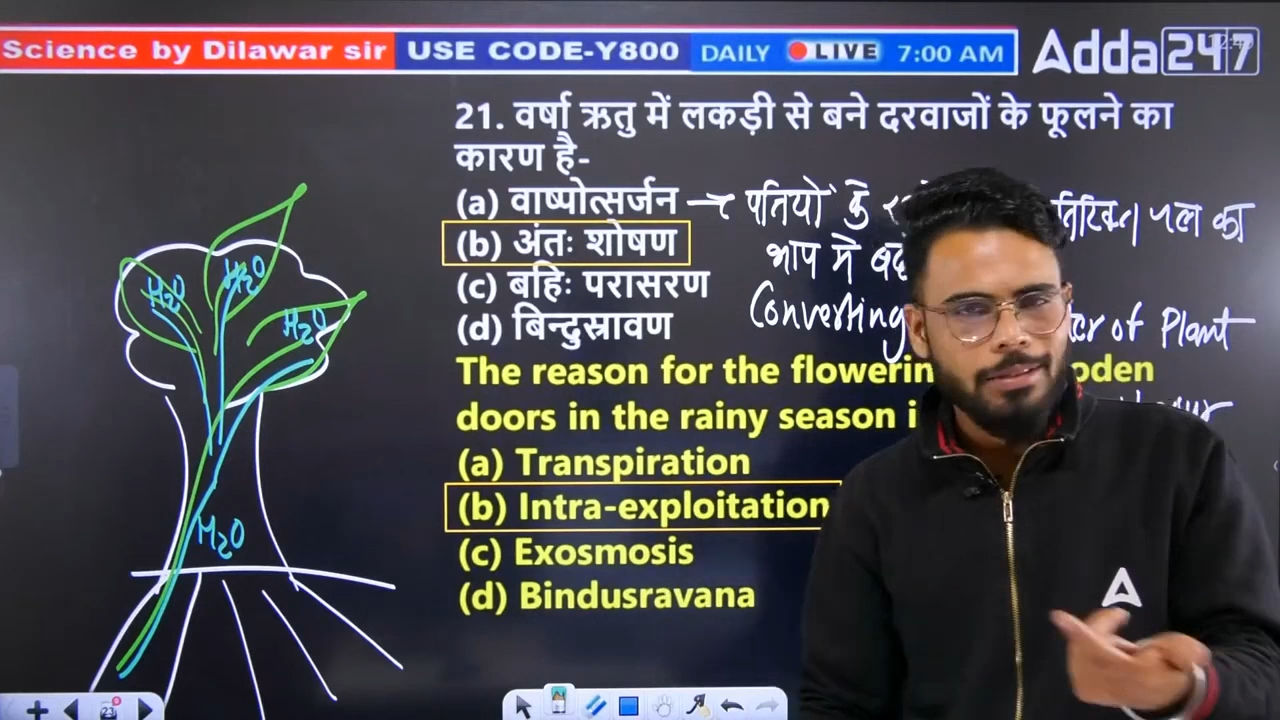 Science by Dilawar sir USE CODE-Y800 DAILY LIVE 7:00 AM Adda247
21. वर्षा ऋतु में लकड़ी से बने दरवाजों के फूलने का
कारण है-
(a) वाष्पोत्सर्जन → पतियों के जल का
(b) अंतः शोषण भाप मे
(c) बहिः परासरण Converting of Plant
(d) बिन्दुस्रावण
The reason for the
doors in the rainy season
(a) Transpiration
(b) Intra-exploitation
(c) Exosmosis
(d) Bindusravana
H₂O
H₂O
H₂O
H₂O
23